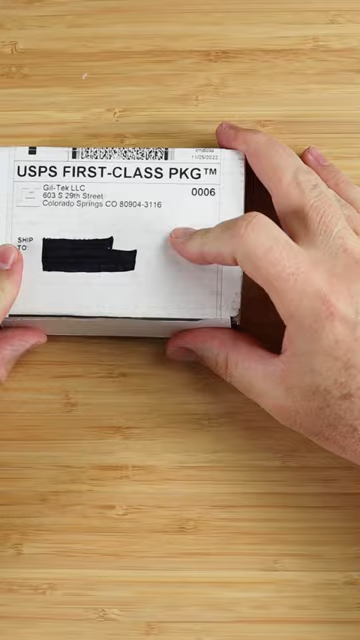 11/25/2022
USPS FIRST-CLASS PKG™
Gil-Tek LLC
603 S 29th Street
Colorado Springs CO 80904-3116
0006
SHIP
TO